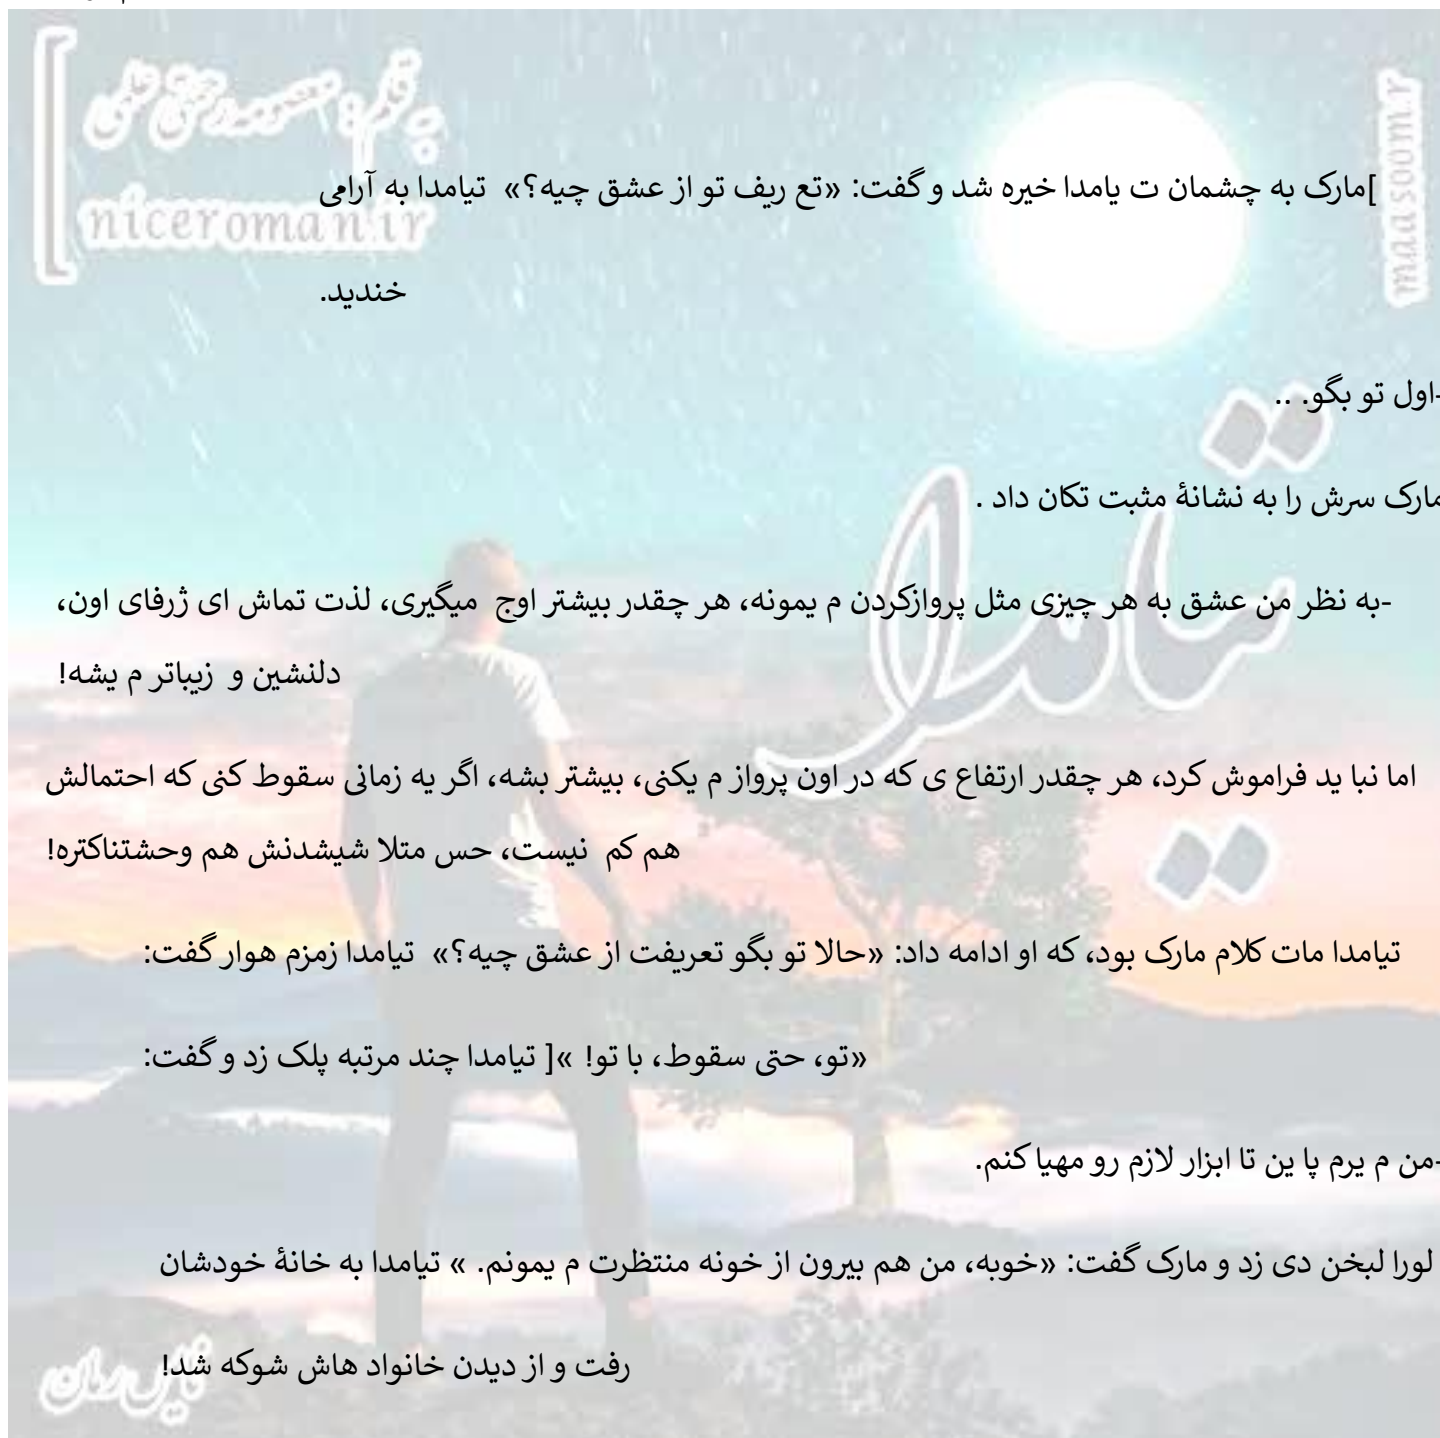 ]مارک به چشمان ت یامدا خیره شد و گفت: «تع ریف تو از عشق چیه؟» تیامدا به آرامی
خندید.
-اول تو بگو. ..
مارک سرش را به نشانهٔ مثبت تکان داد .
-به نظر من عشق به هر چیزی مثل پروازکردن م یمونه، هر چقدر بیشتر اوج میگیری، لذت تماش ای ژرفای اون،
دلنشین و زیباتر م یشه!
اما نبا ید فراموش کرد، هر چقدر ارتفاع ی که در اون پرواز م یکنی، بیشتر بشه، اگر یه زمانی سقوط کنی که احتمالش
هم کم نیست، حس متلا شیشدنش هم وحشتناکتره!
تیامدا مات کلام مارک بود، که او ادامه داد: «حالا تو بگو تعریفت از عشق چیه؟» تیامدا زمزم هوار گفت:
«تو، حتی سقوط، با تو! »[ تیامدا چند مرتبه پلک زد و گفت:
-من م یرم پا ین تا ابزار لازم رو مهیا کنم.
لورا لبخن دی زد و مارک گفت: «خوبه، من هم بیرون از خونه منتظرت م یمونم. » تیامدا به خانهٔ خودشان
رفت و از دیدن خانواد هاش شوکه شد!
niceroman.ir
maasoom.r
تیامدا
نایس رمان